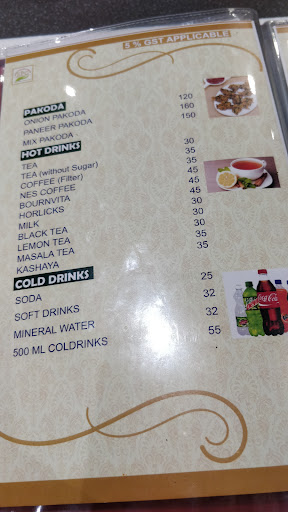 5 % GST APPLICABLE
PAKODA
ONION PAKODA 120
PANEER PAKODA 160
MIX PAKODA 150
HOT DRINKS
TEA 30
TEA (without Sugar) 35
COFFEE (Filter) 35
NES COFFEE 45
BOURNVITA 45
HORLICKS 45
MILK 30
BLACK TEA 30
LEMON TEA 35
MASALA TEA 35
KASHAYA 35
COLD DRINKS
SODA 25
SOFT DRINKS 32
MINERAL WATER 32
500 ML COLDRINKS 55
Coca-Cola